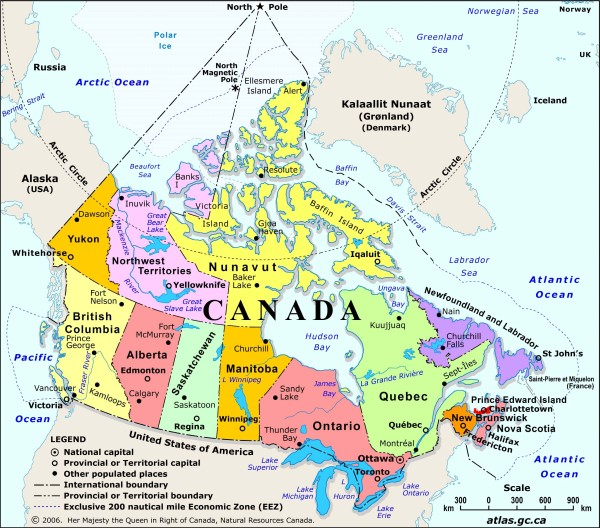 North Pole
Norwegian Sea
Norway
Polar
Ice
Greenland
Sea
UK
Russia
North
Magnetic
Pole
Arctic Ocean
Ellesmere
Island
Alert
Kalaallit Nunaat
(Grønland)
(Denmark)
Iceland
Bering Strait
Arctic Circle
Beaufort
Sea
Banks
I
Resolute
Baffin
Bay
Arctic Circle
Alaska
(USA)
Inuvik
Victoria
Island
Baffin Island
Davis Strait
Dawson
Great
Bear
Lake
Gjoa
Haven
Yukon
Mackenzie
River
Iqaluit
Labrador
Sea
Whitehorse
Northwest
Territories
Nunavut
Baker
Lake
Yellowknife
Great
Slave Lake
Ungava
Bay
Atlantic
Ocean
Fort
Nelson
CANADA
Newfoundland and Labrador
Nain
British
Columbia
Kuujjuaq
Hudson
Bay
Churchill
Falls
St John's
Prince
George
Fort
McMurray
Saskatchewan
Churchill
Pacific
Ocean
Alberta
Edmonton
Manitoba
L Winnipeg
James
Bay
La Grande Rivière
Sept-Îles
Saint-Pierre et Miquelon
(France)
Fraser River
Kamloops
Vancouver
Victoria
Calgary
Saskatoon
Regina
Winnipeg
Sandy
Lake
Quebec
Prince Edward Island
Charlottetown
New Brunswick
Nova Scotia
Halifax
Fredericton
Thunder
Bay
Ontario
Québec
Montréal
Ottawa
Toronto
United States of America
Lake
Superior
Lake
Michigan
L
Huron
Lake
Erie
Lake
Ontario
Atlantic
Ocean
LEGEND
National capital
Provincial or Territorial capital
Other populated places
International boundary
Provincial or Territorial boundary
Exclusive 200 nautical mile Economic Zone (EEZ)
Scale
km 300 0 300 600 900 km
© 2006. Her Majesty the Queen in Right of Canada, Natural Resources Canada.
atlas.gc.ca